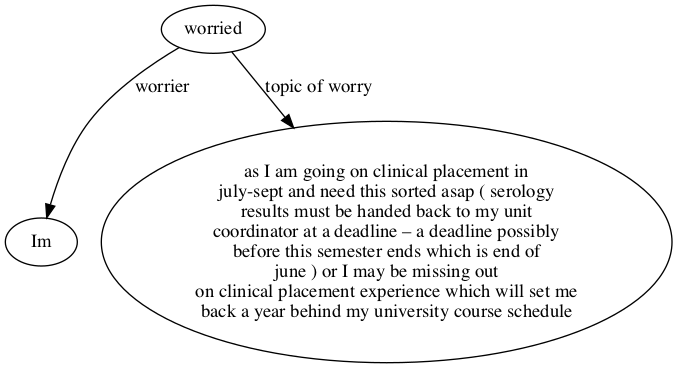 worried
worrier
topic of worry
Im
as I am going on clinical placement in
july-sept and need this sorted asap ( serology
results must be handed back to my unit
coordinator at a deadline – a deadline possibly
before this semester ends which is end of
june ) or I may be missing out
on clinical placement experience which will set me
back a year behind my university course schedule